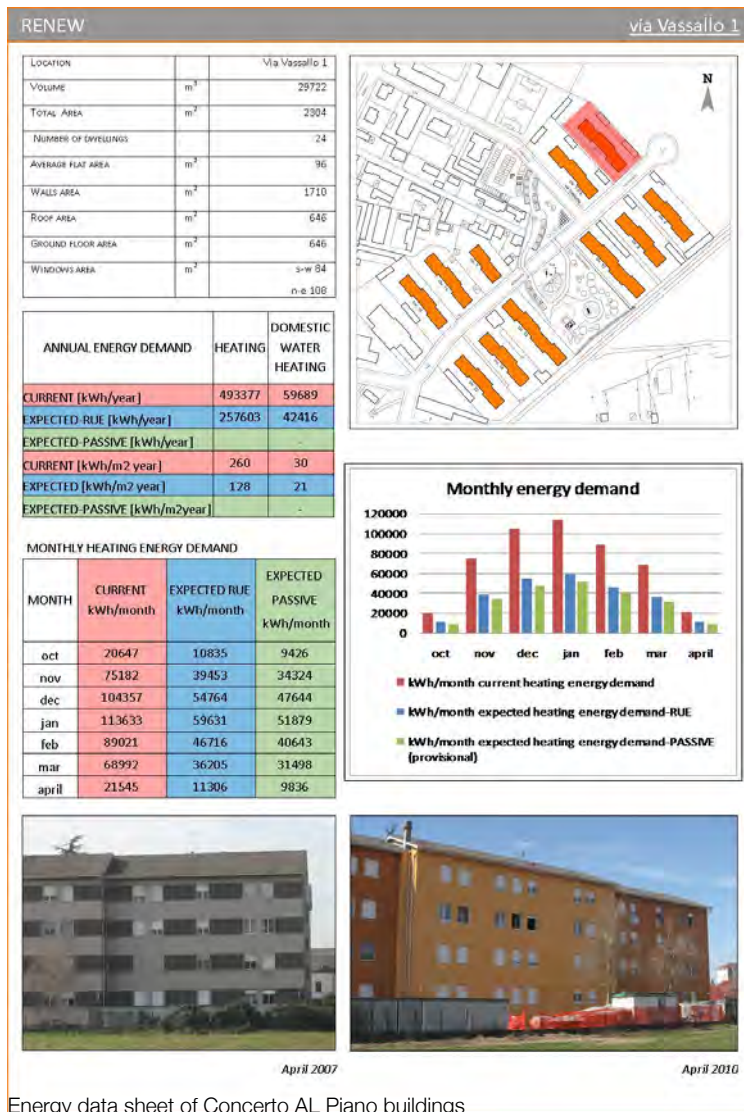 RENEW via Vassallo 1
LOCATION Via Vassallo 1
VOLUME m³ 29722
TOTAL AREA m² 2304
NUMBER OF DWELLINGS 24
AVERAGE FLAT AREA m² 96
WALLS AREA m² 1710
ROOF AREA m² 646
GROUND FLOOR AREA m² 646
WINDOWS AREA m² s-w 84
n-e 108
N
ANNUAL ENERGY DEMAND HEATING DOMESTIC WATER HEATING
CURRENT [kWh/year] 493377 59689
EXPECTED-RUE [kWh/year] 257603 42416
EXPECTED-PASSIVE [kWh/year] -
CURRENT [kWh/m2 year] 260 30
EXPECTED [kWh/m2 year] 128 21
EXPECTED-PASSIVE [kWh/m2year] -
MONTHLY HEATING ENERGY DEMAND
MONTH CURRENT kWh/month EXPECTED RUE kWh/month EXPECTED PASSIVE kWh/month
oct 20647 10835 9426
nov 75182 39453 34324
dec 104357 54764 47644
jan 113633 59631 51879
feb 89021 46716 40643
mar 68992 36205 31498
april 21545 11306 9836
Monthly energy demand
120000
100000
80000
60000
40000
20000
0
oct nov dec jan feb mar april
kWh/month current heating energy demand
kWh/month expected heating energy demand-RUE
kWh/month expected heating energy demand-PASSIVE
(provisional)
April 2007 April 2010
Energy data sheet of Concerto AL Piano buildings